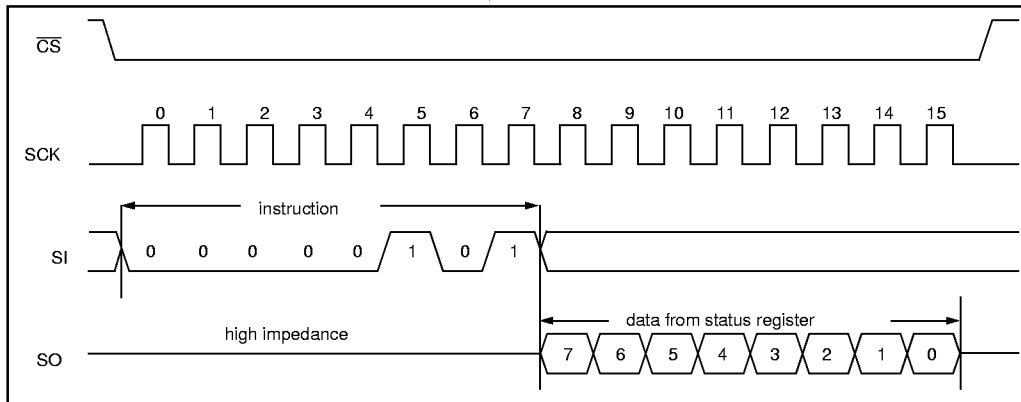 CS
0 1 2 3 4 5 6 7 8 9 10 11 12 13 14 15
SCK
instruction
SI 0 0 0 0 0 1 0 1
high impedance
data from status register
SO 7 6 5 4 3 2 1 0